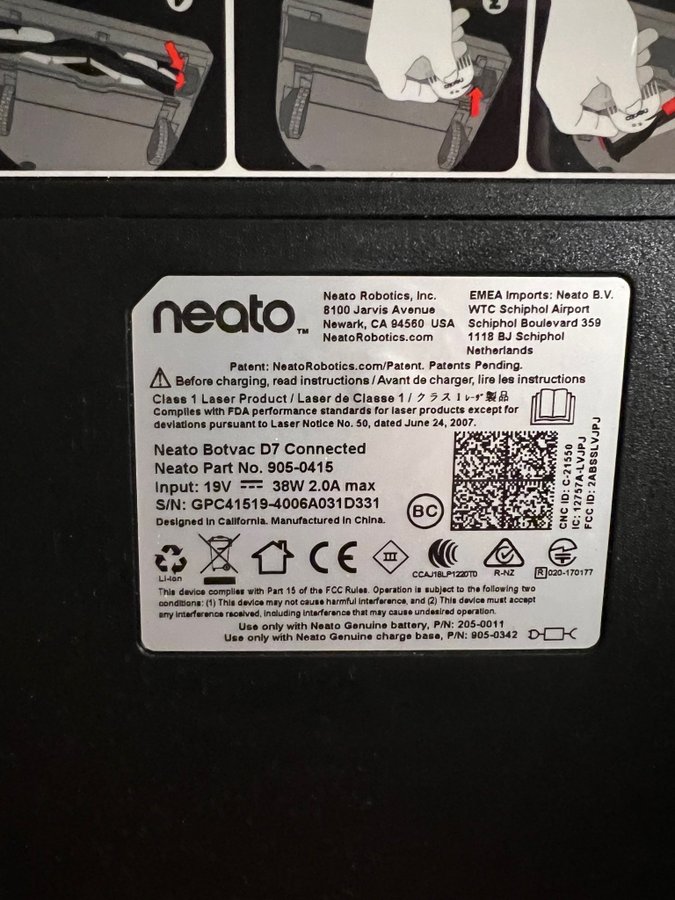 2
neato™
Neato Robotics, Inc.
8100 Jarvis Avenue
Newark, CA 94560 USA
NeatoRobotics.com
EMEA Imports: Neato B.V.
WTC Schiphol Airport
Schiphol Boulevard 359
1118 BJ Schiphol
Netherlands
Patent: NeatoRobotics.com/Patent. Patents Pending.
Before charging, read instructions / Avant de charger, lire les instructions
Class 1 Laser Product / Laser de Classe 1 / クラス 1 レーザ 製品
Complies with FDA performance standards for laser products except for
deviations pursuant to Laser Notice No. 50, dated June 24, 2007.
Neato Botvac D7 Connected
Neato Part No. 905-0415
Input: 19V ⎓ 38W 2.0A max
S/N: GPC41519-4006A031D331
Designed in California. Manufactured in China.
BC
CNC ID: C-21550
IC: 12757A-LVJPJ
FCC ID: 2ABSSLVJPJ
Li-ion
CE
III
CCAJ18LP1220T0
R-NZ
R 020-170177
This device complies with Part 15 of the FCC Rules. Operation is subject to the following two
conditions: (1) This device may not cause harmful interference, and (2) This device must accept
any interference received, including interference that may cause undesired operation.
Use only with Neato Genuine battery, P/N: 205-0011
Use only with Neato Genuine charge base, P/N: 905-0342